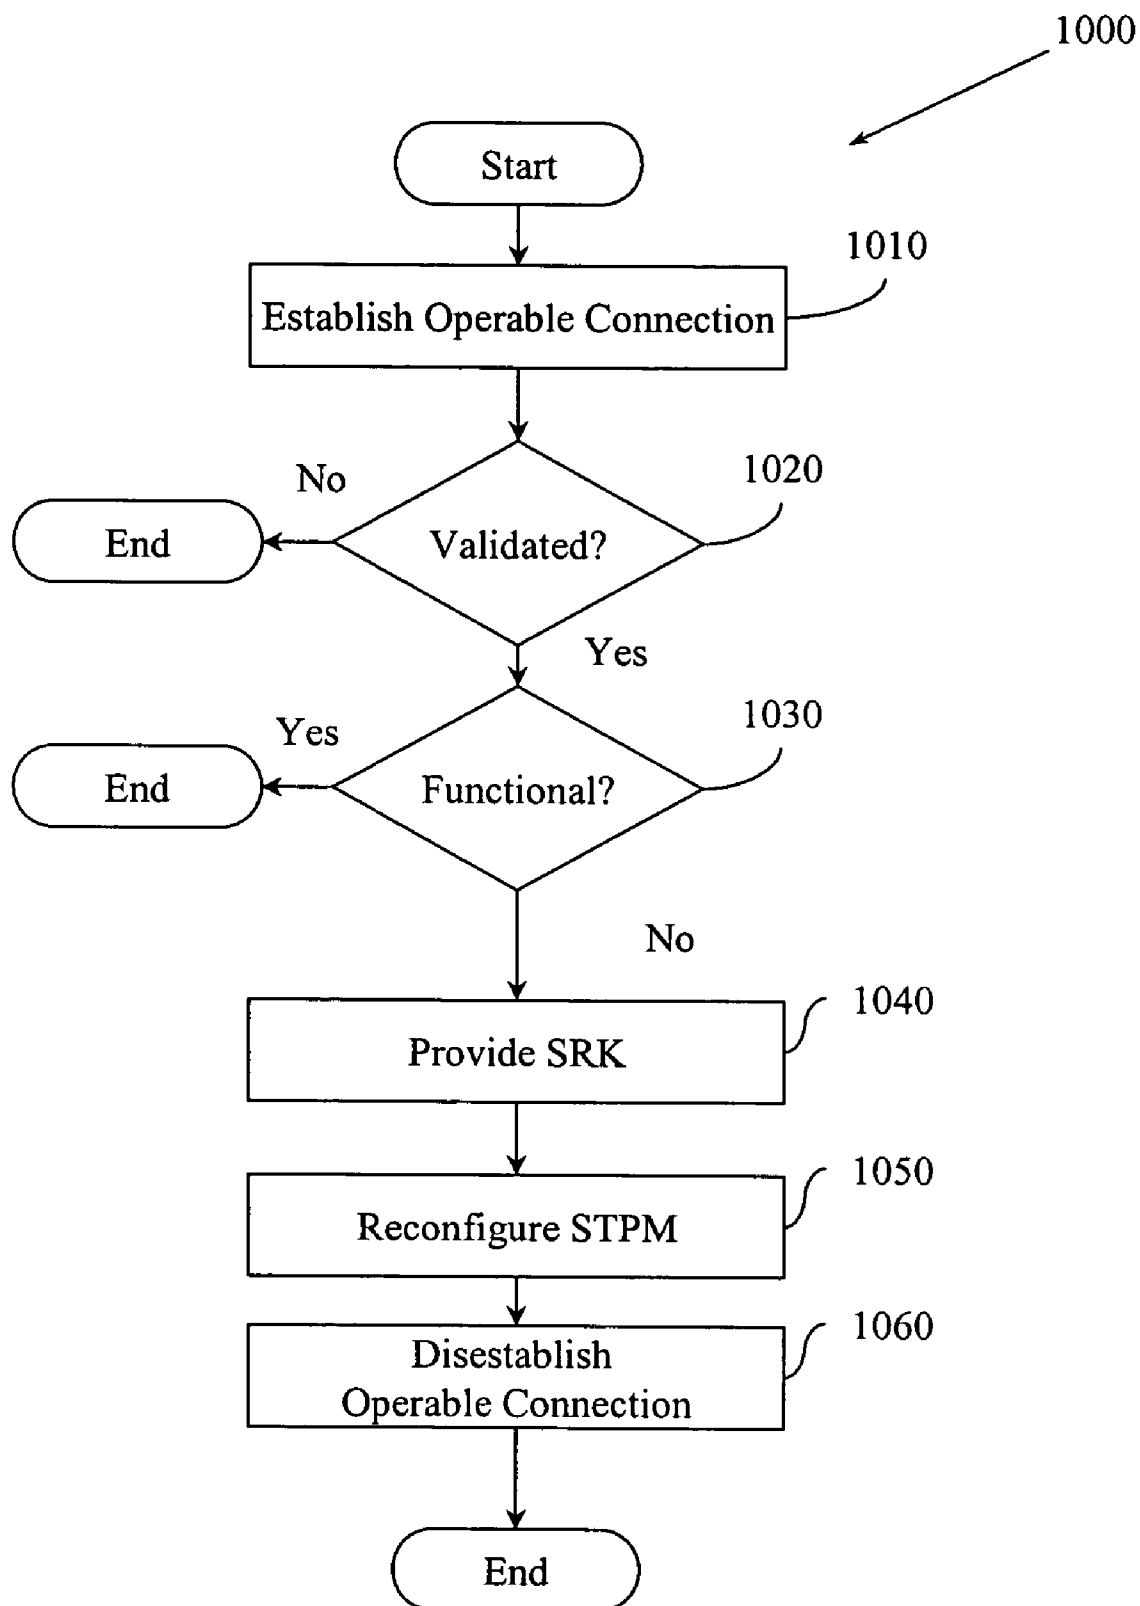 1000
Start
1010
Establish Operable Connection
No
1020
End
Validated?
Yes
Yes
1030
End
Functional?
No
1040
Provide SRK
1050
Reconfigure STPM
1060
Disestablish
Operable Connection
End